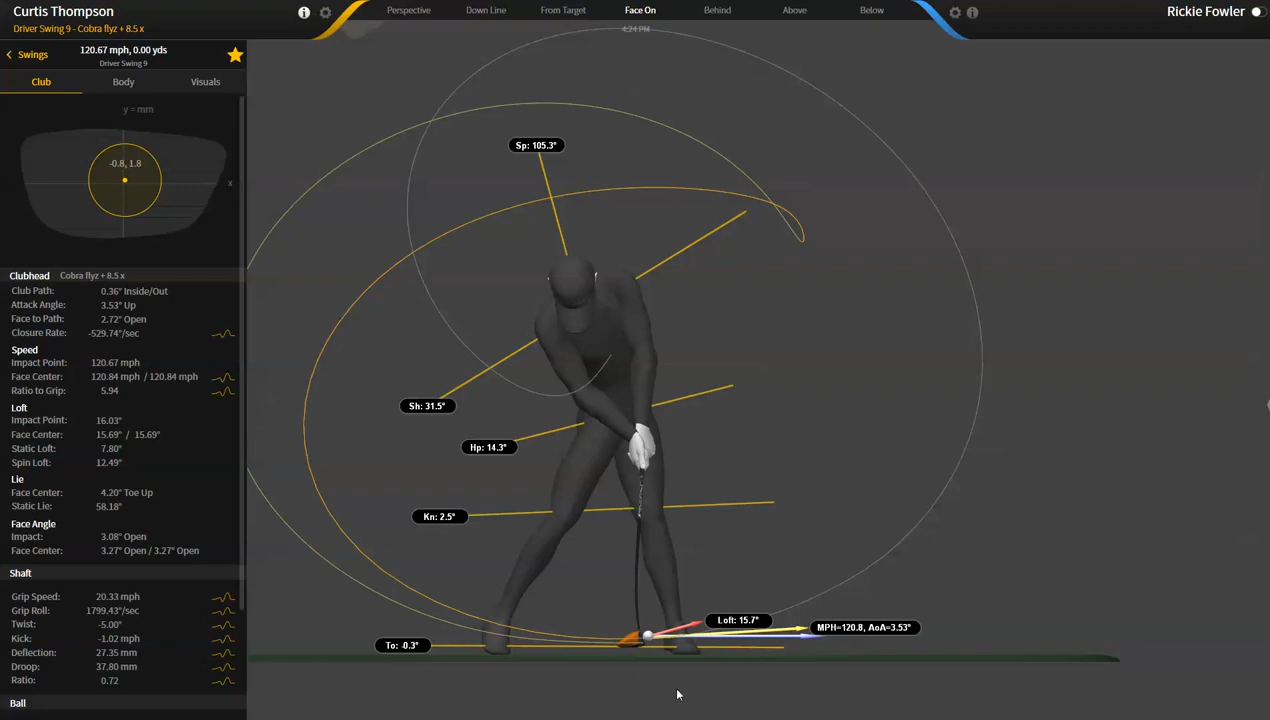 Curtis Thompson
Driver Swing 9 - Cobra flyz + 8.5 x
Perspective Down Line From Target Face On Behind Above Below
Rickie Fowler
4:24 PM
Swings
120.67 mph, 0.00 yds
Driver Swing 9
Club Body Visuals
y = mm
-0.8, 1.8
x
Clubhead Cobra flyz + 8.5 x
Club Path: 0.36° Inside/Out
Attack Angle: 3.53° Up
Face to Path: 2.72° Open
Closure Rate: -529.74°/sec
Speed
Impact Point: 120.67 mph
Face Center: 120.84 mph / 120.84 mph
Ratio to Grip: 5.94
Loft
Impact Point: 16.03°
Face Center: 15.69° / 15.69°
Static Loft: 7.80°
Spin Loft: 12.49°
Lie
Face Center: 4.20° Toe Up
Static Lie: 58.18°
Face Angle
Impact: 3.08° Open
Face Center: 3.27° Open / 3.27° Open
Shaft
Grip Speed: 20.33 mph
Grip Roll: 1799.43°/sec
Twist: -5.00°
Kick: -1.02 mph
Deflection: 27.35 mm
Droop: 37.80 mm
Ratio: 0.72
Ball
Sp: 105.3°
Sh: 31.5°
Hp: 14.3°
Kn: 2.5°
Loft: 15.7°
MPH=120.8, AoA=3.53°
To: -0.3°